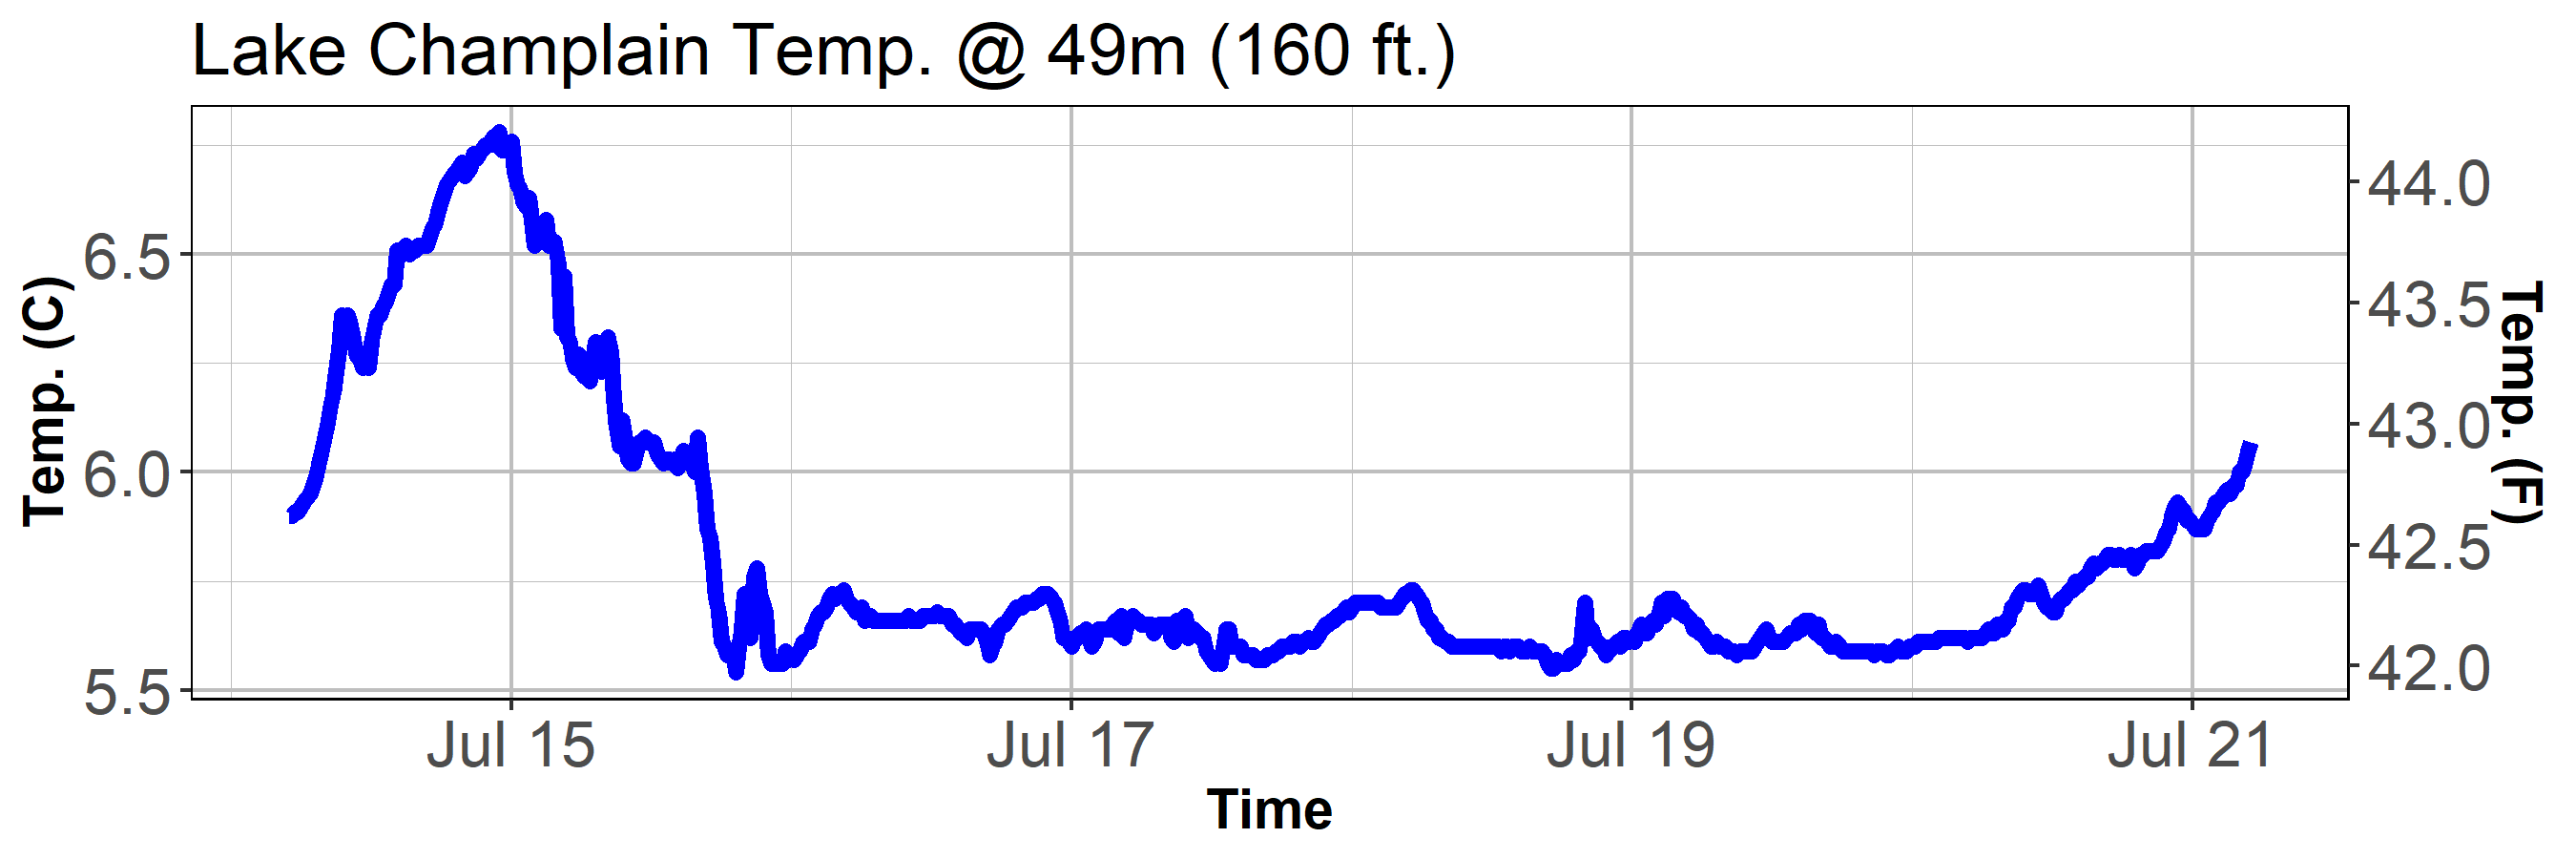 Lake Champlain Temp. @ 49m (160 ft.)
Temp. (C)
6.5
6.0
5.5
44.0
43.5
43.0
42.5
42.0
Temp. (F)
Jul 15 Jul 17 Jul 19 Jul 21
Time